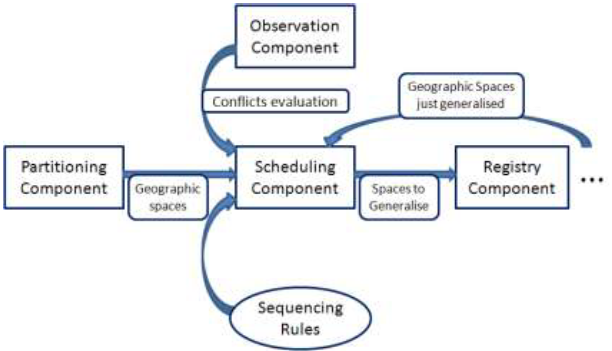 Observation
Component
Conflicts evaluation
Geographic Spaces
just generalised
Partitioning
Component
Geographic
spaces
Scheduling
Component
Spaces to
Generalise
Registry
Component
...
Sequencing
Rules